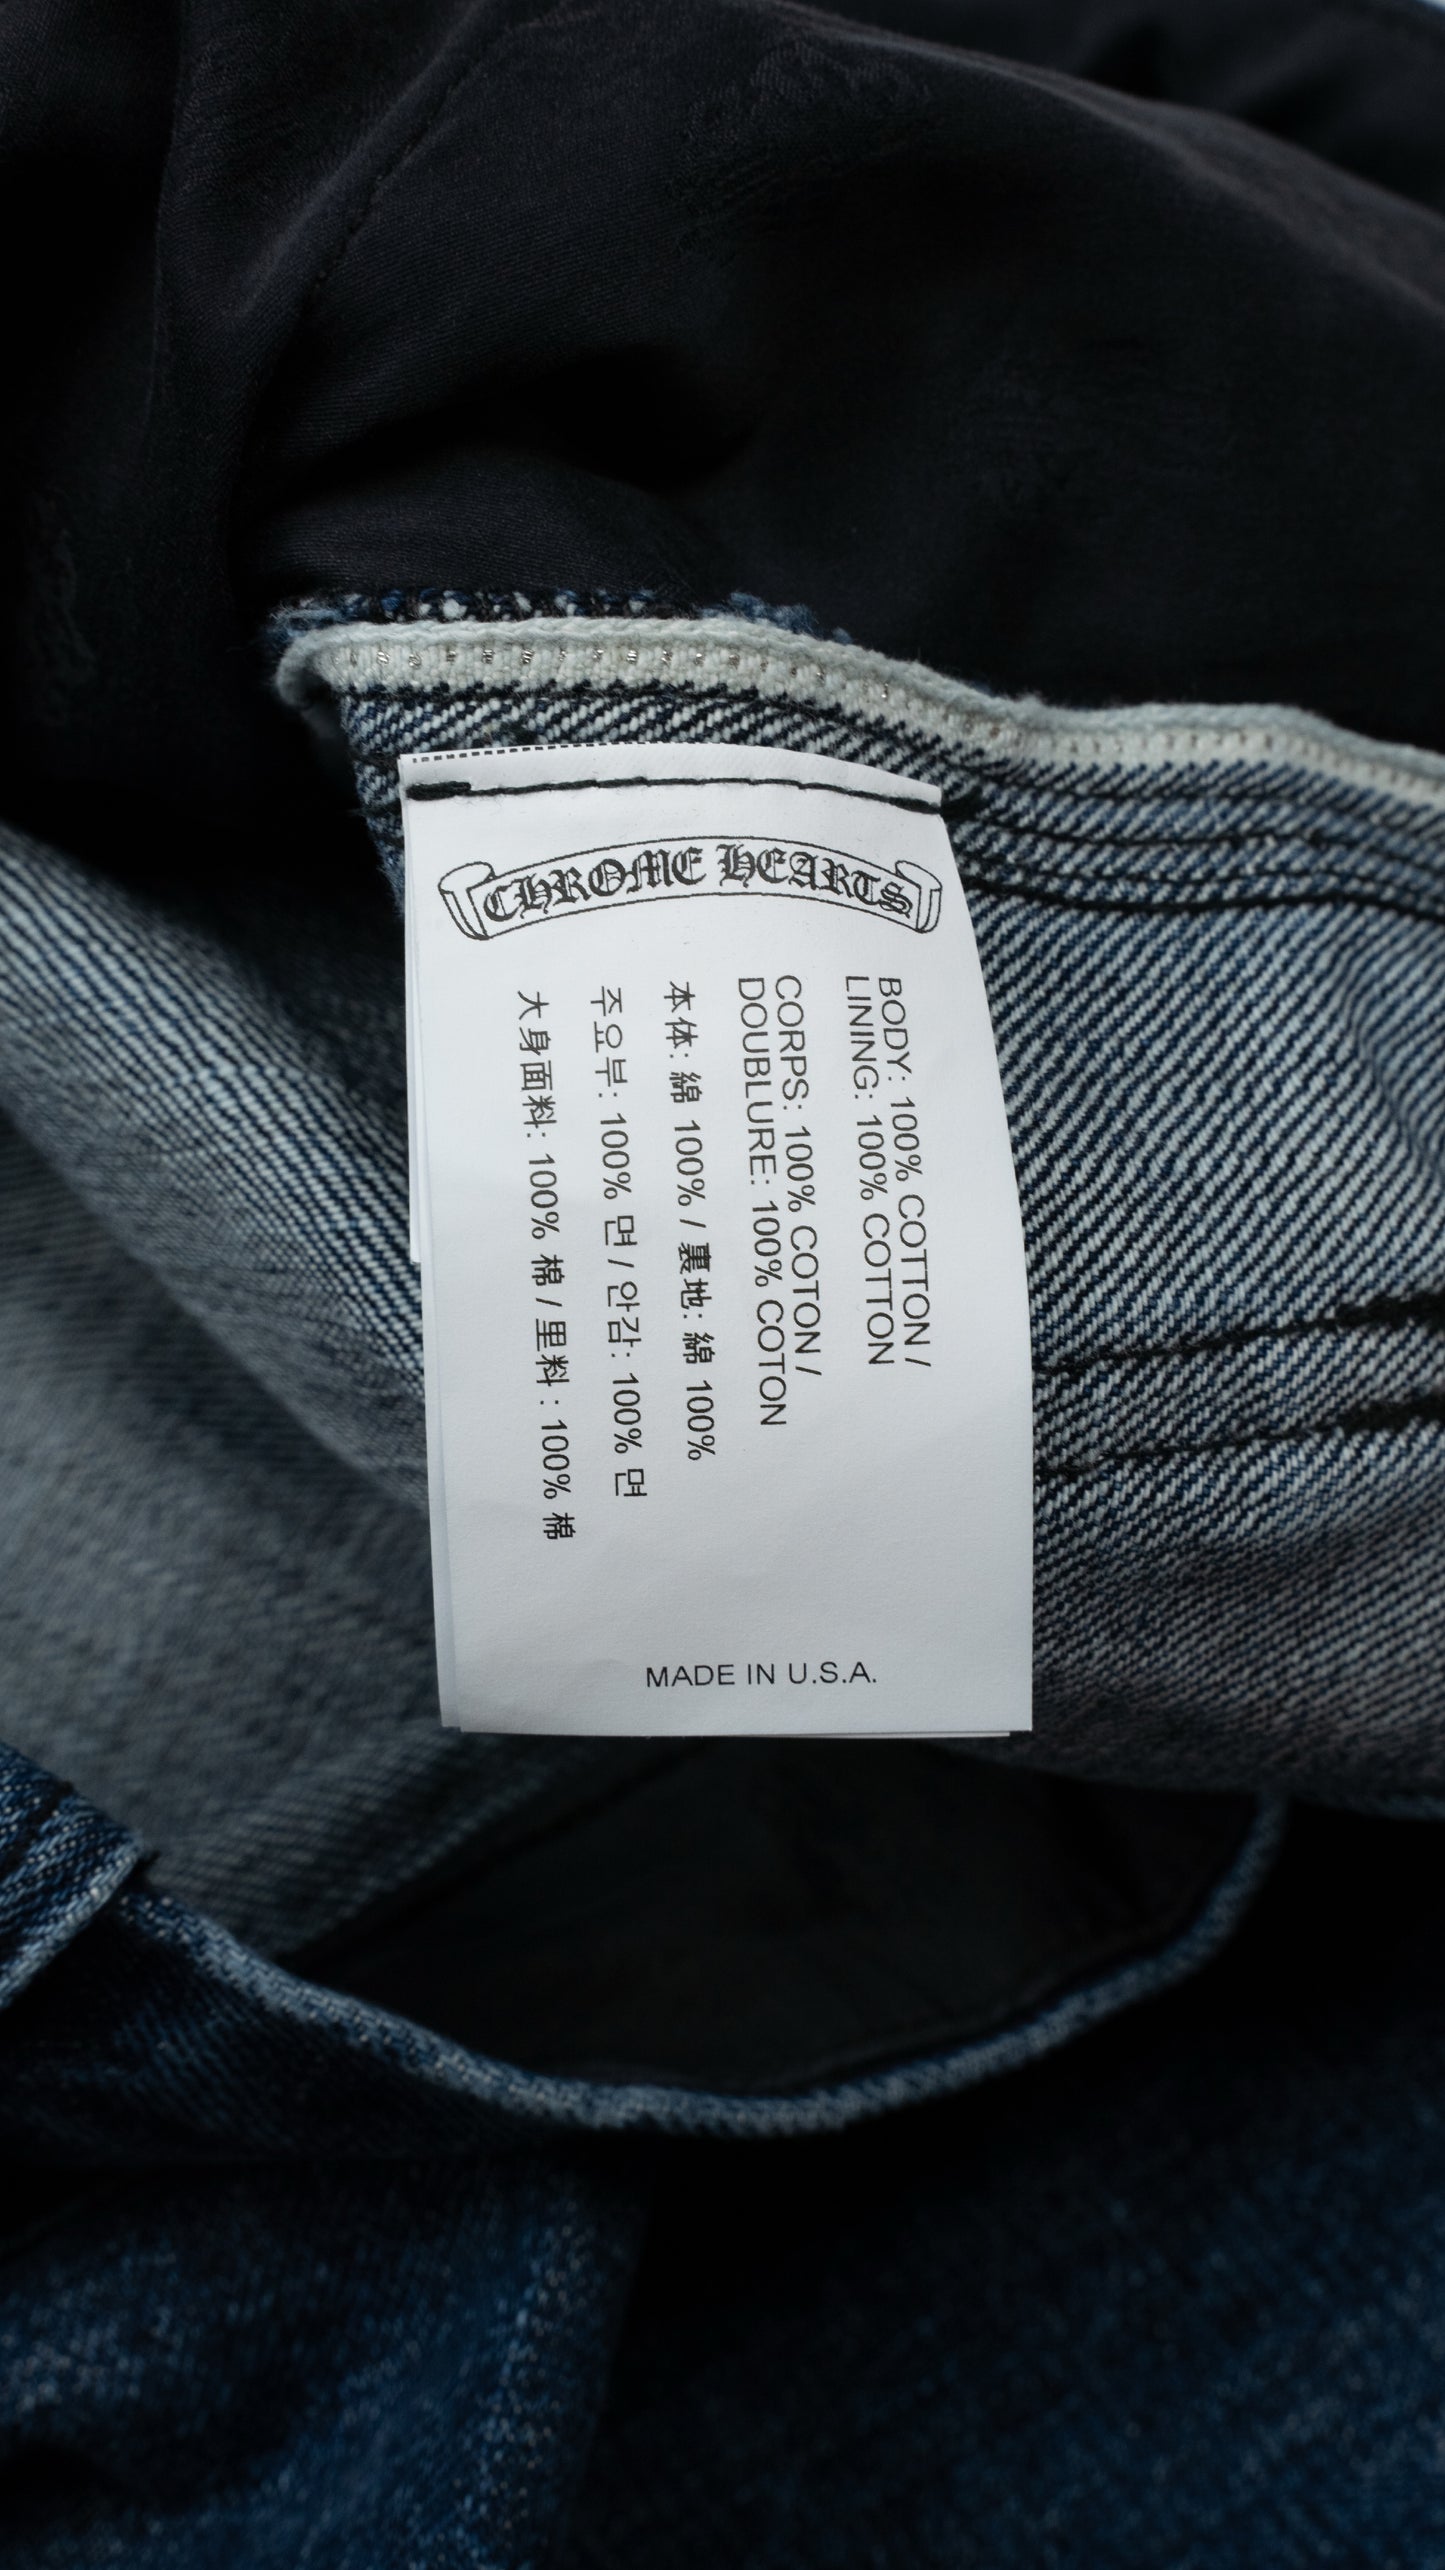 CHROME HEARTS
BODY: 100% COTTON /
LINING: 100% COTTON
CORPS: 100% COTON /
DOUBLURE: 100% COTON
本体: 綿 100% / 裏地: 綿 100%
주요부: 100% 면 / 안감: 100% 면
大身面料: 100% 棉 / 里料: 100% 棉
MADE IN U.S.A.